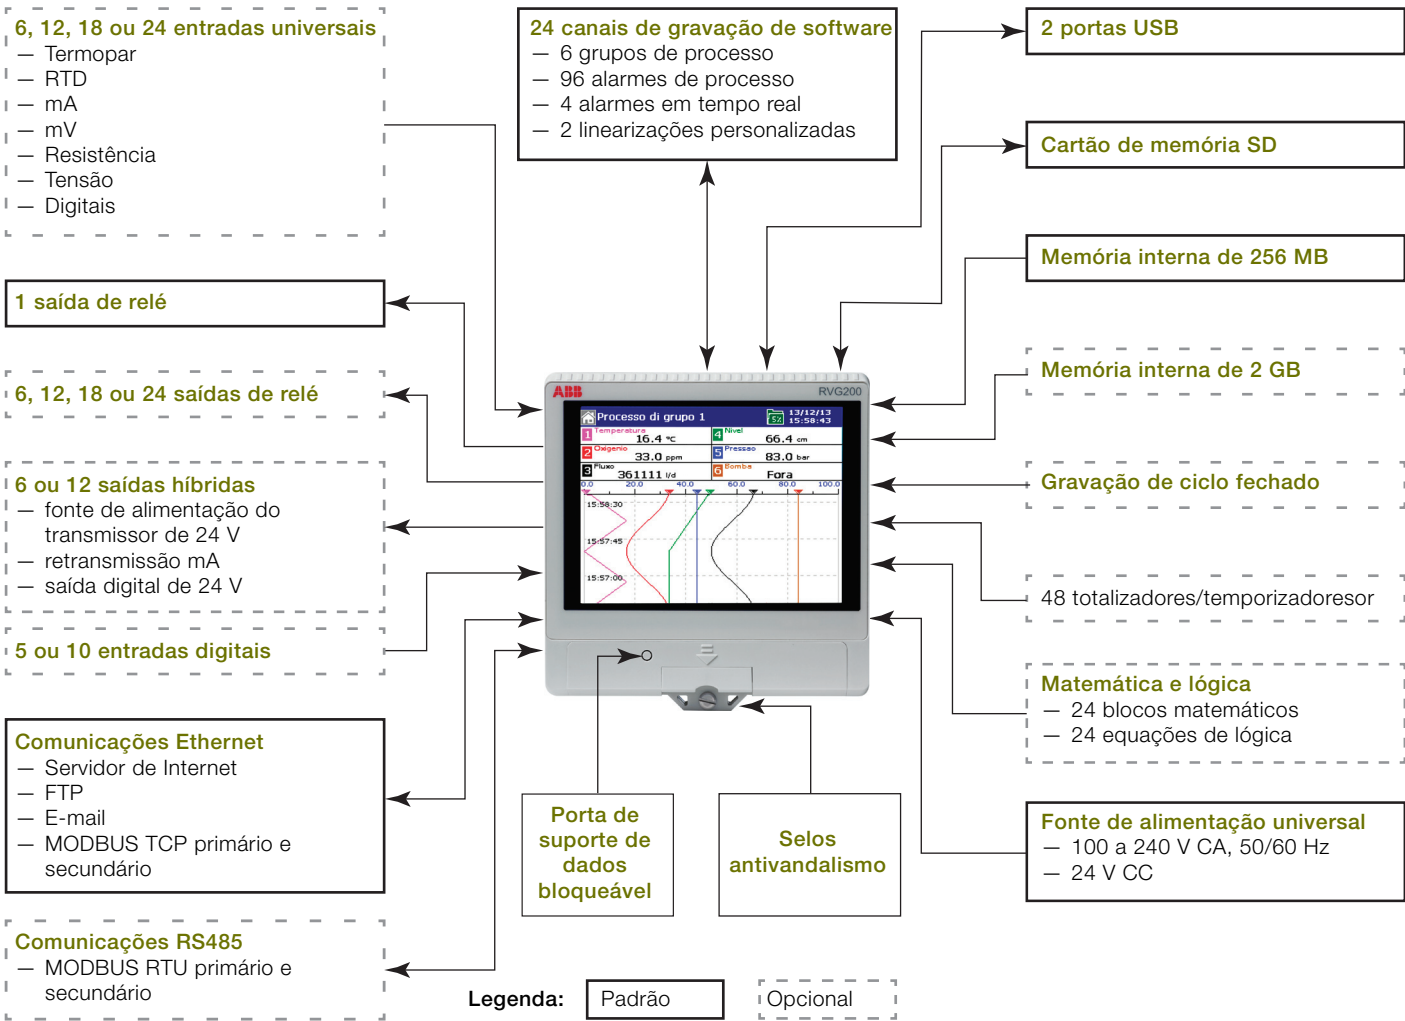 6, 12, 18 ou 24 entradas universais
— Termopar
— RTD
— mA
— mV
— Resistência
— Tensão
— Digitais
1 saída de relé
6, 12, 18 ou 24 saídas de relé
6 ou 12 saídas híbridas
— fonte de alimentação do
transmissor de 24 V
— retransmissão mA
— saída digital de 24 V
5 ou 10 entradas digitais
Comunicações Ethernet
— Servidor de Internet
— FTP
— E-mail
— MODBUS TCP primário e
secundário
Comunicações RS485
— MODBUS RTU primário e
secundário
24 canais de gravação de software
— 6 grupos de processo
— 96 alarmes de processo
— 4 alarmes em tempo real
— 2 linearizações personalizadas
ABB
RVG200
Processo di grupo 1
5%
13/12/13
15:58:43
1 Temperatura
16.4 °C
4 Nivel
66.4 cm
2 Oxigenio
33.0 ppm
5 Pressao
83.0 bar
3 Fluxo
361111 l/d
6 Bomba
Fora
0.0 20.0 40.0 60.0 80.0 100.0
15:58:30
15:57:45
15:57:00
Porta de
suporte de
dados
bloqueável
Selos
antivandalismo
2 portas USB
Cartão de memória SD
Memória interna de 256 MB
Memória interna de 2 GB
Gravação de ciclo fechado
48 totalizadores/temporizadoresor
Matemática e lógica
— 24 blocos matemáticos
— 24 equações de lógica
Fonte de alimentação universal
— 100 a 240 V CA, 50/60 Hz
— 24 V CC
Legenda:
Padrão
Opcional